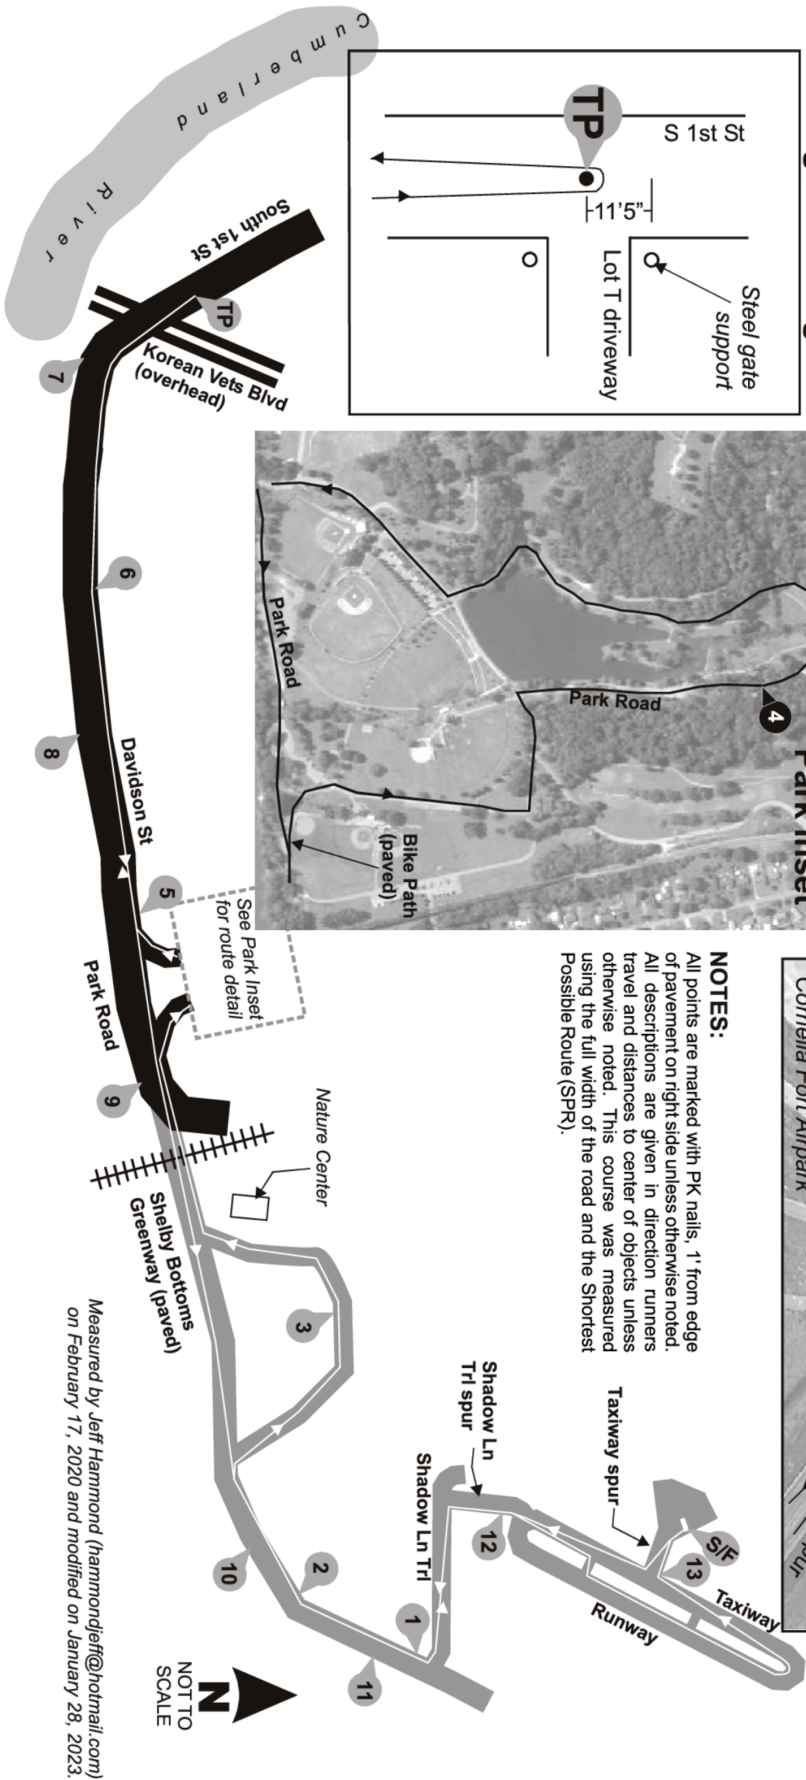 Cumberland River
South 1st St
TP
Korean Vets Blvd
(overhead)
7
6
8
Davidson St
5
Park Road
9
See Park Inset
for route detail
Nature Center
Shelby Bottoms
Greenway (paved)
3
10
2
1
11
Shadow Ln Trl
Shadow Ln
Trl spur
12
Taxiway spur
S/F
13
Taxiway
Runway
N
NOT TO
SCALE
Measured by Jeff Hammond (hammondjeff@hotmail.com)
on February 17, 2020 and modified on January 28, 2023.
TP
S 1st St
11'5"
Lot T driveway
Steel gate
support
Park Inset
Park Road
Park Road
4
Bike Path
(paved)
NOTES:
All points are marked with PK nails, 1' from edge
of pavement on right side unless otherwise noted.
All descriptions are given in direction runners
travel and distances to center of objects unless
otherwise noted. This course was measured
using the full width of the road and the Shortest
Possible Route (SPR).
Cornelia Fort Airpark